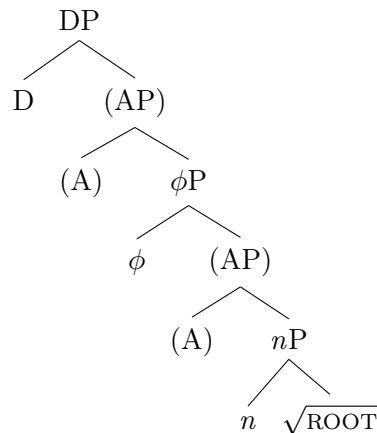 DP
D (AP)
(A) ϕP
ϕ (AP)
(A) nP
n √ROOT